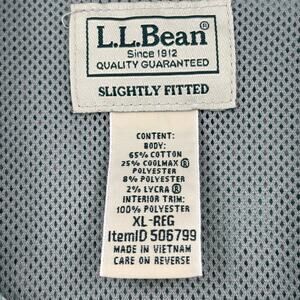 L.L.Bean®
Since 1912
QUALITY GUARANTEED
SLIGHTLY FITTED
CONTENT:
BODY:
65% COTTON
25% COOLMAX®
POLYESTER
8% POLYESTER
2% LYCRA®
INTERIOR TRIM:
100% POLYESTER
XL-REG
ItemID 506799
MADE IN VIETNAM
CARE ON REVERSE